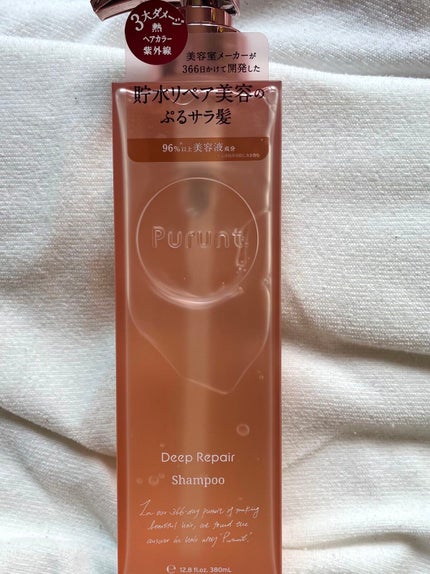 3大ダメージ
熱
ヘアカラー
紫外線
美容室メーカーが
366日かけて開発した
貯水リペア美容の
ぷるサラ髪
96%以上美容液成分
Purunt.
Deep Repair
Shampoo
In our 366-day pursuit of making
beautiful hair, we found the
answer in hair away "Purunt."
℮ 12.8 fl.oz. 380mL